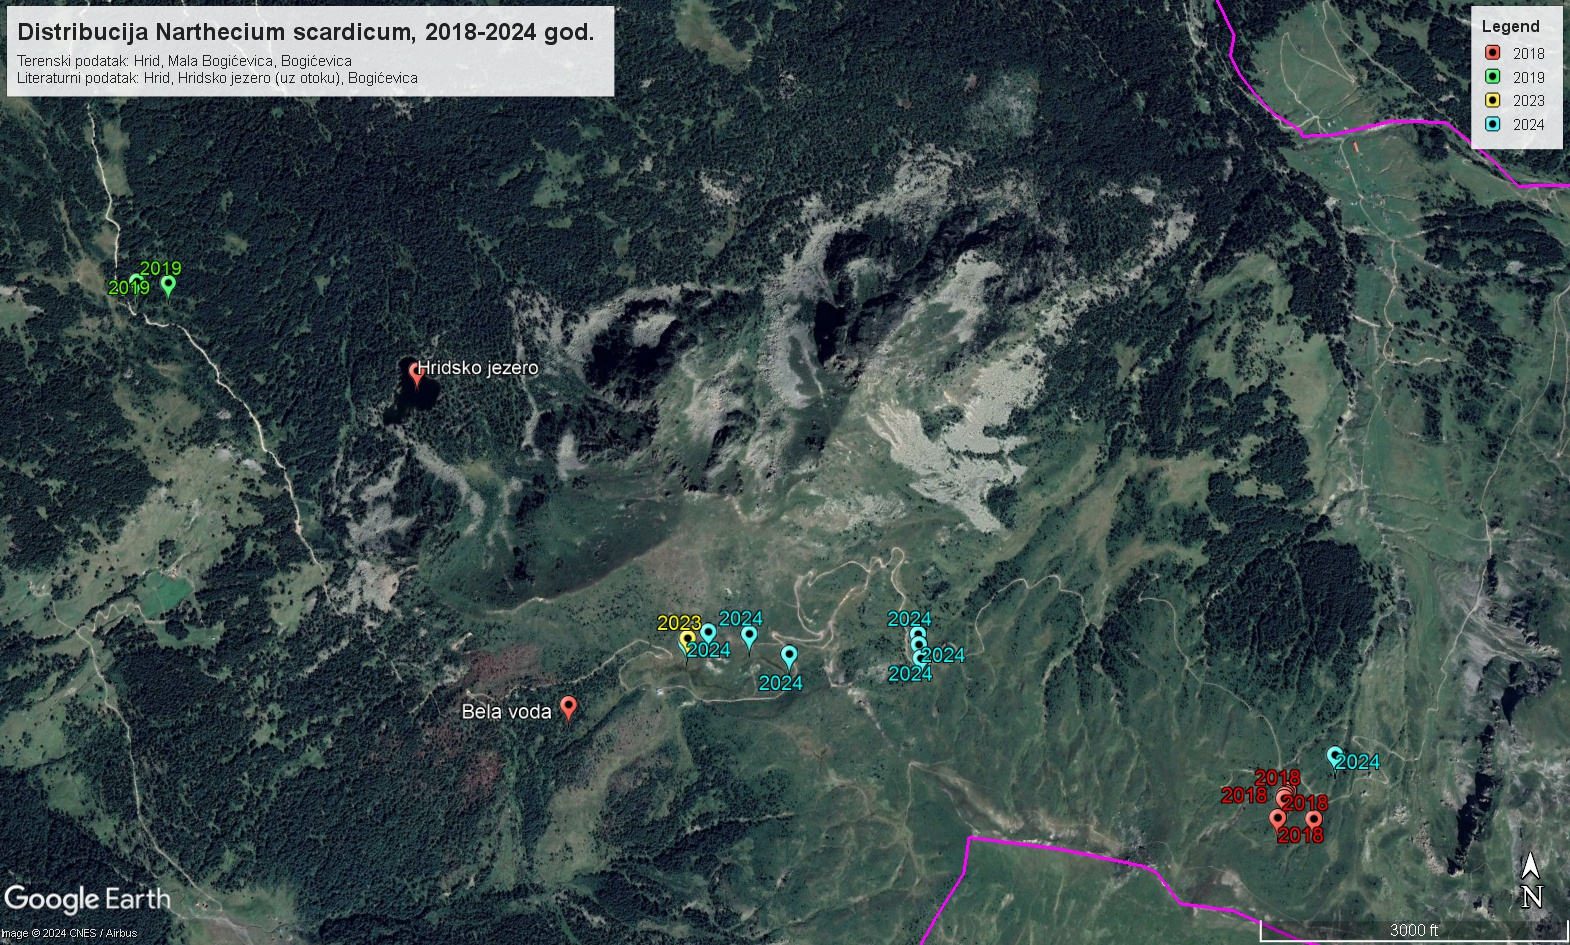 Distribucija Narthecium scardicum, 2018-2024 god.
Terenski podatak: Hrid, Mala Bogićevica, Bogićevica
Literaturni podatak: Hrid, Hridsko jezero (uz otoku), Bogićevica
Legend
2018
2019
2023
2024
2019
2019
Hridsko jezero
2023
2024
2024
2024
2024
2024
2024
Bela voda
2024
2018
2018
2018
2018
Google Earth
Image © 2024 CNES / Airbus
N
3000 ft